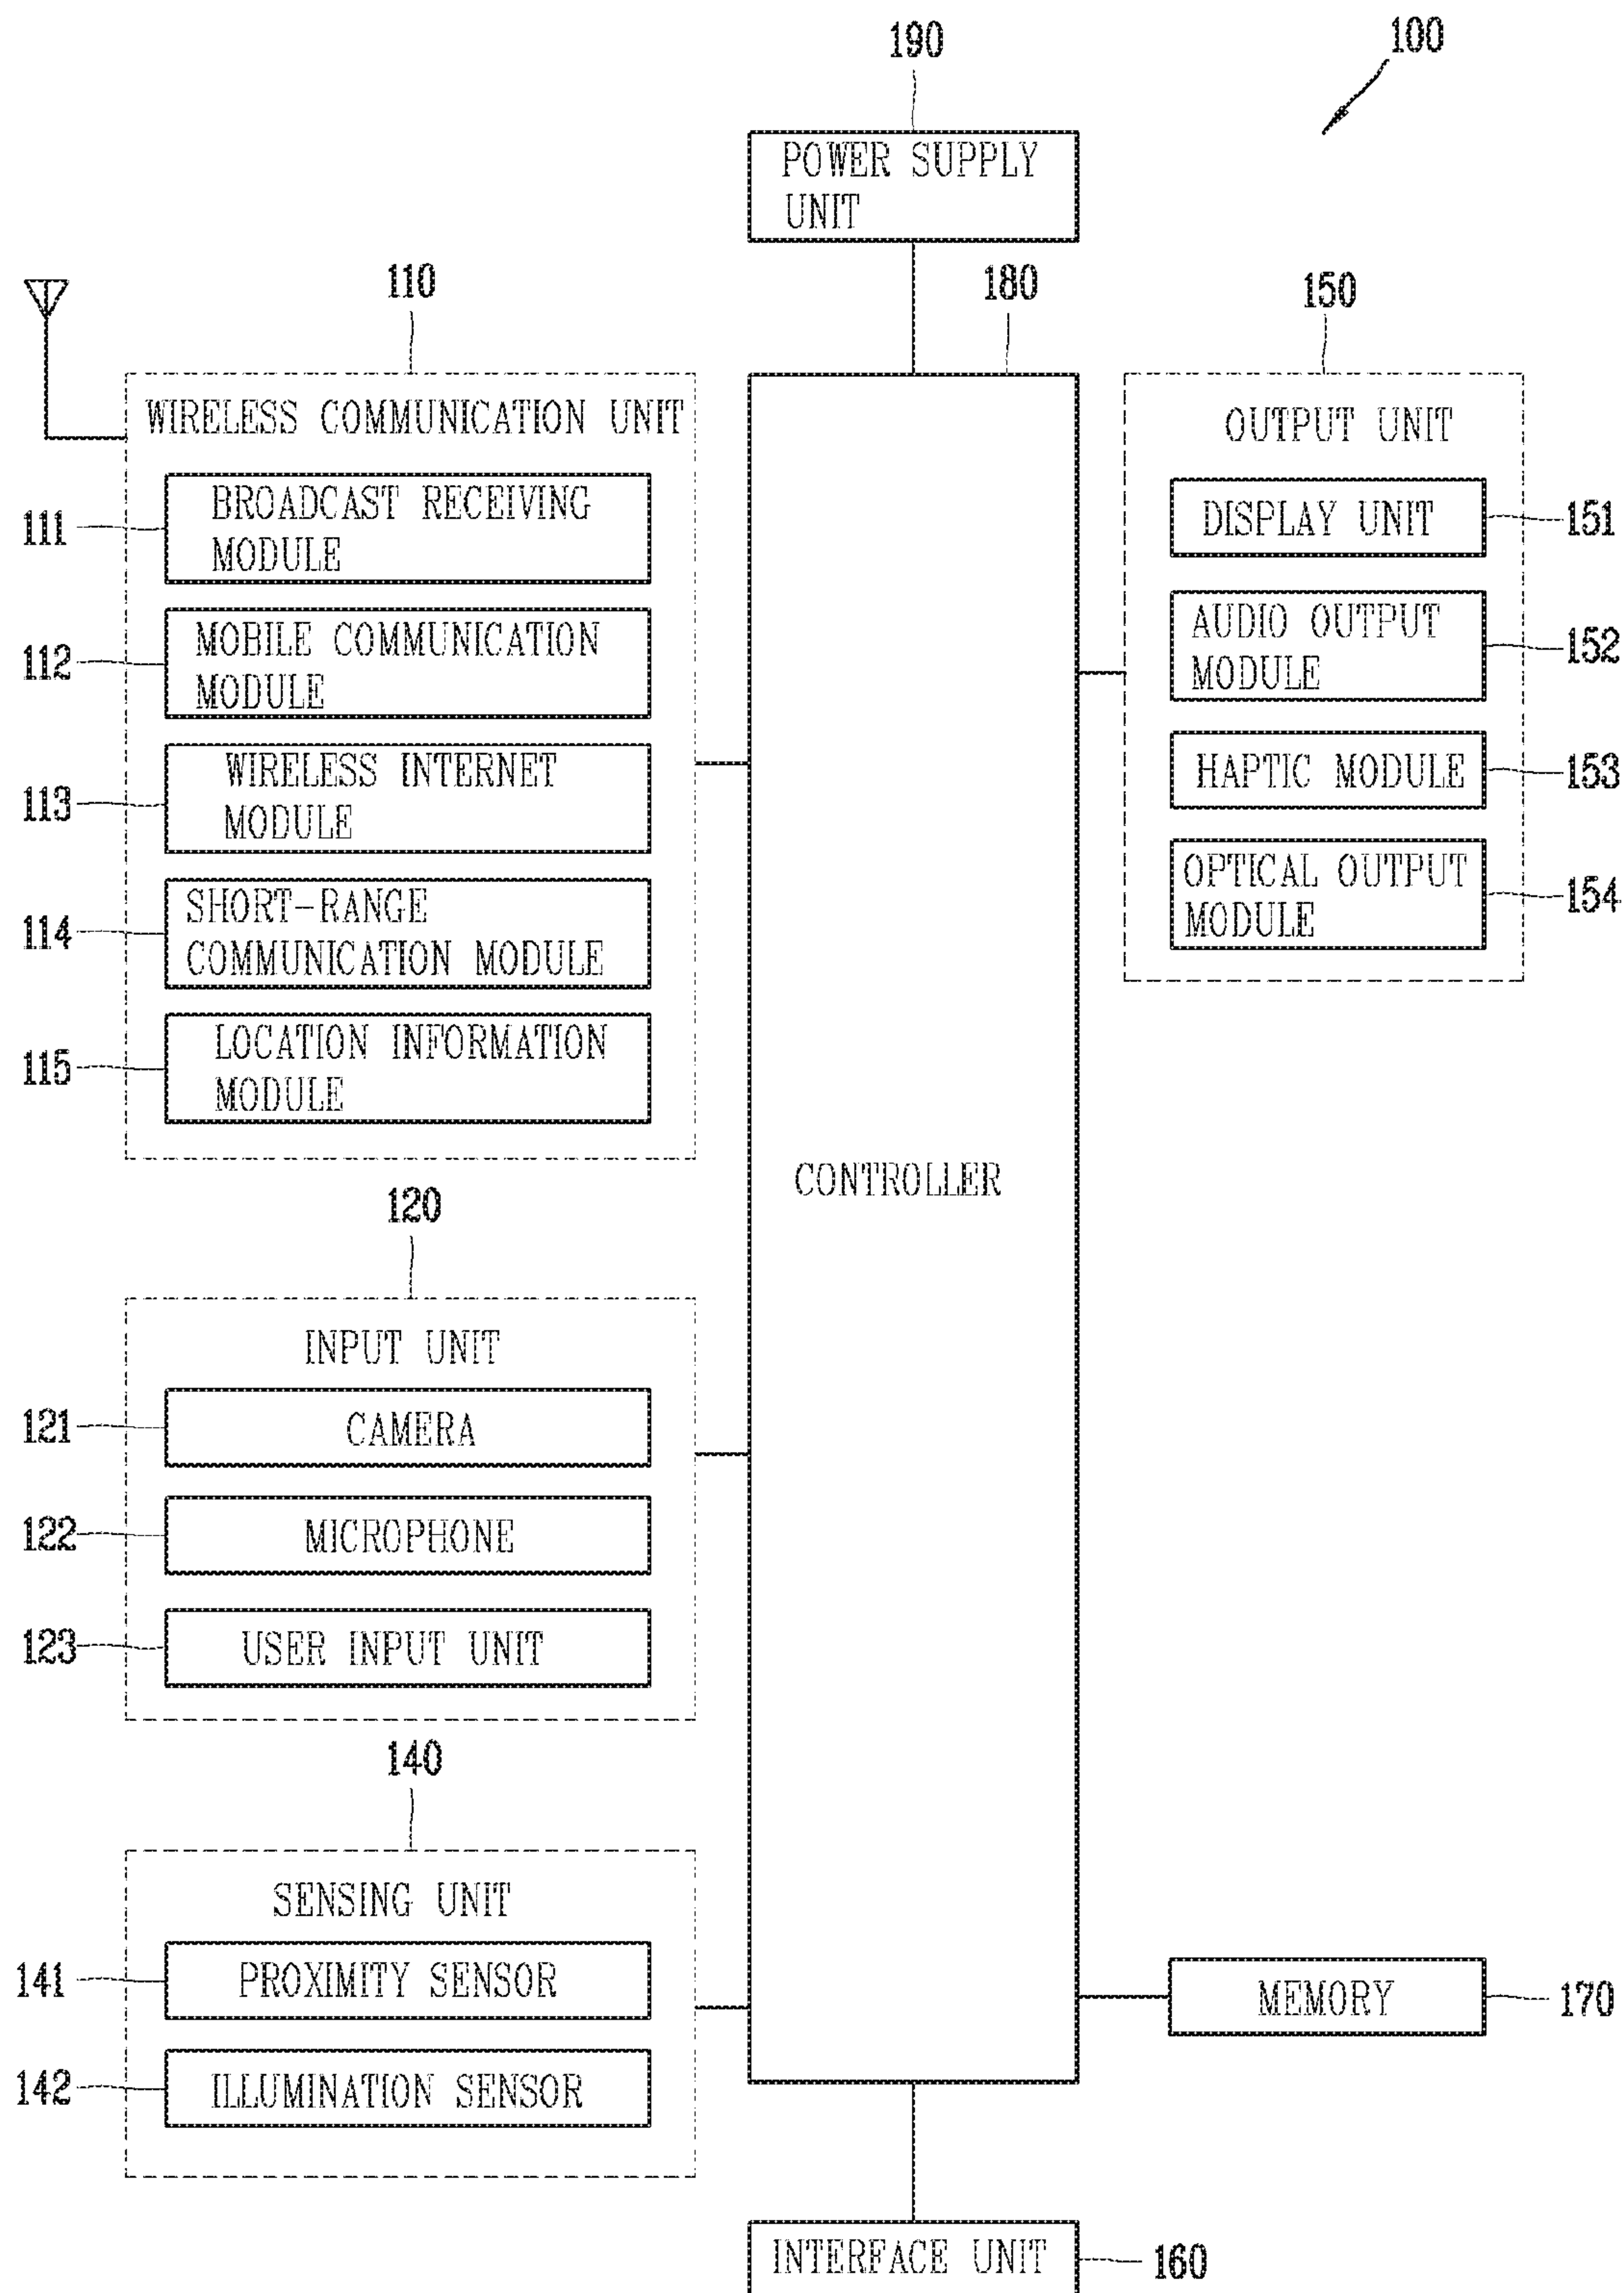 190
100
POWER SUPPLY
UNIT
110
180
150
WIRELESS COMMUNICATION UNIT
111
BROADCAST RECEIVING
MODULE
112
MOBILE COMMUNICATION
MODULE
113
WIRELESS INTERNET
MODULE
114
SHORT-RANGE
COMMUNICATION MODULE
115
LOCATION INFORMATION
MODULE
OUTPUT UNIT
DISPLAY UNIT
151
AUDIO OUTPUT
MODULE
152
HAPTIC MODULE
153
OPTICAL OUTPUT
MODULE
154
CONTROLLER
120
INPUT UNIT
121
CAMERA
122
MICROPHONE
123
USER INPUT UNIT
140
SENSING UNIT
141
PROXIMITY SENSOR
142
ILLUMINATION SENSOR
MEMORY
170
INTERFACE UNIT
160